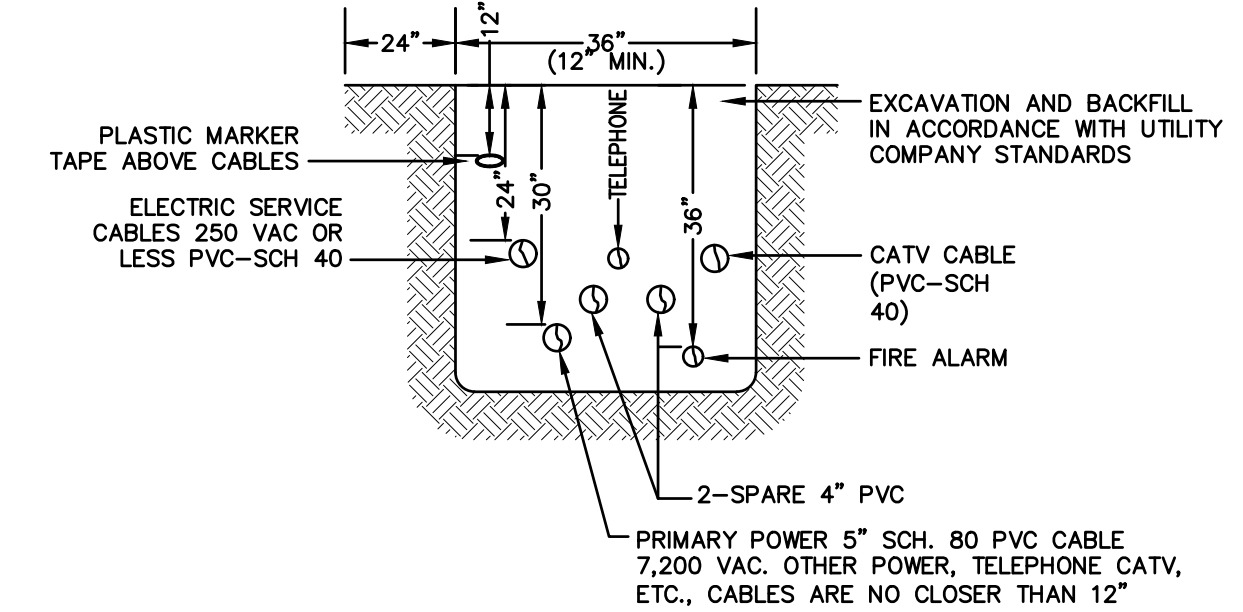 24"
12"
36"
(12" MIN.)
PLASTIC MARKER
TAPE ABOVE CABLES
ELECTRIC SERVICE
CABLES 250 VAC OR
LESS PVC-SCH 40
24"
30"
TELEPHONE
36"
EXCAVATION AND BACKFILL
IN ACCORDANCE WITH UTILITY
COMPANY STANDARDS
CATV CABLE
(PVC-SCH
40)
FIRE ALARM
2-SPARE 4" PVC
PRIMARY POWER 5" SCH. 80 PVC CABLE
7,200 VAC. OTHER POWER, TELEPHONE CATV,
ETC., CABLES ARE NO CLOSER THAN 12"